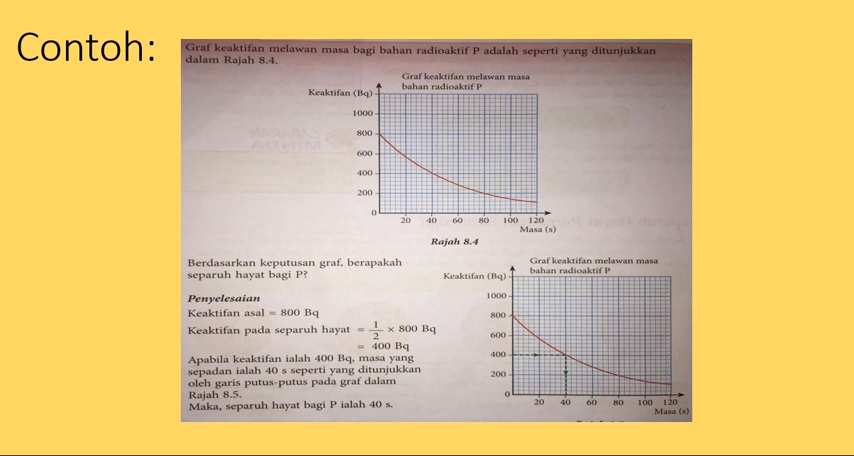 Contoh:
Graf keaktifan melawan masa bagi bahan radioaktif P adalah seperti yang ditunjukkan
dalam Rajah 8.4.
Graf keaktifan melawan masa
bahan radioaktif P
Keaktifan (Bq)
1000
800
600
400
200
0
20 40 60 80 100 120
Masa (s)
Rajah 8.4
Berdasarkan keputusan graf, berapakah
separuh hayat bagi P?
Penyelesaian
Keaktifan asal = 800 Bq
Keaktifan pada separuh hayat = 1/2 × 800 Bq
= 400 Bq
Apabila keaktifan ialah 400 Bq, masa yang
sepadan ialah 40 s seperti yang ditunjukkan
oleh garis putus-putus pada graf dalam
Rajah 8.5.
Maka, separuh hayat bagi P ialah 40 s.
Graf keaktifan melawan masa
bahan radioaktif P
Keaktifan (Bq)
1000
800
600
400
200
0
20 40 60 80 100 120
Masa (s)